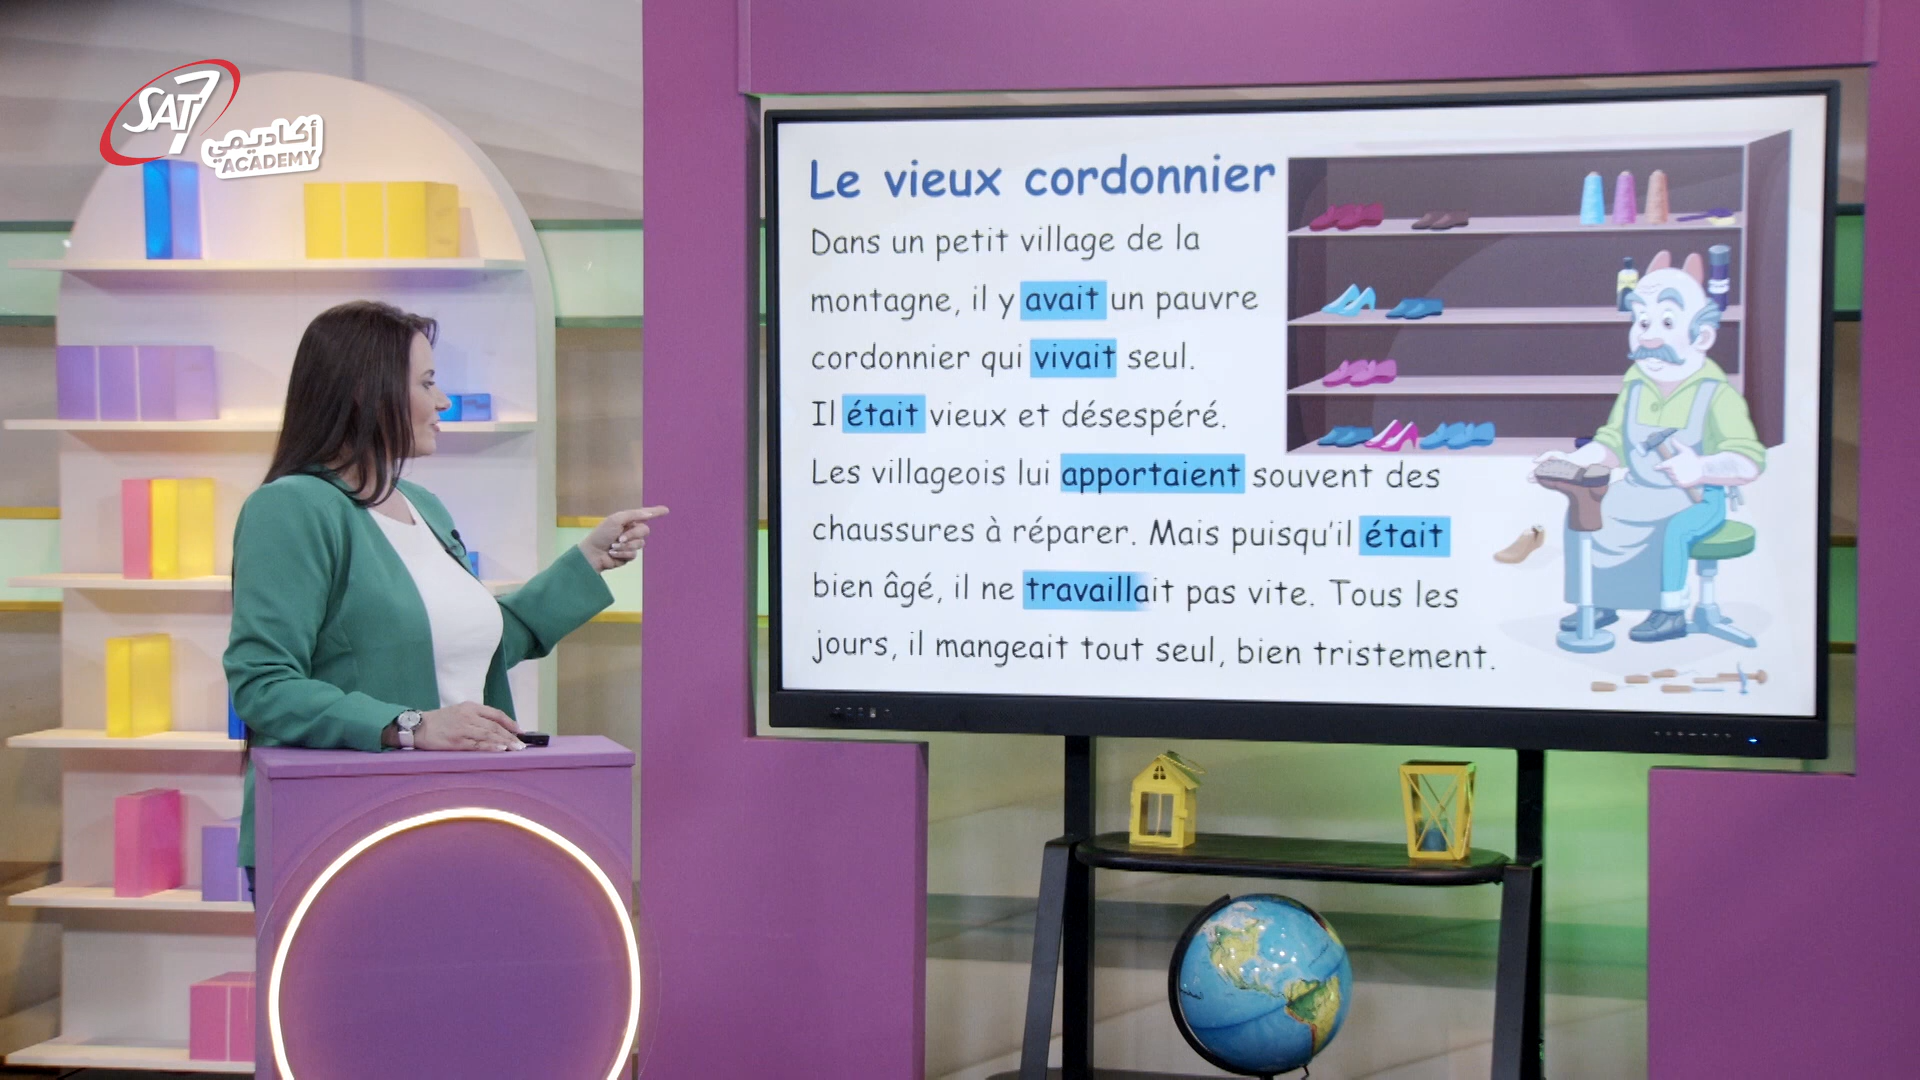 SAT7
أكاديمي
ACADEMY
Le vieux cordonnier
Dans un petit village de la
montagne, il y avait un pauvre
cordonnier qui vivait seul.
Il était vieux et désespéré.
Les villageois lui apportaient souvent des
chaussures à réparer. Mais puisqu'il était
bien âgé, il ne travaillait pas vite. Tous les
jours, il mangeait tout seul, bien tristement.